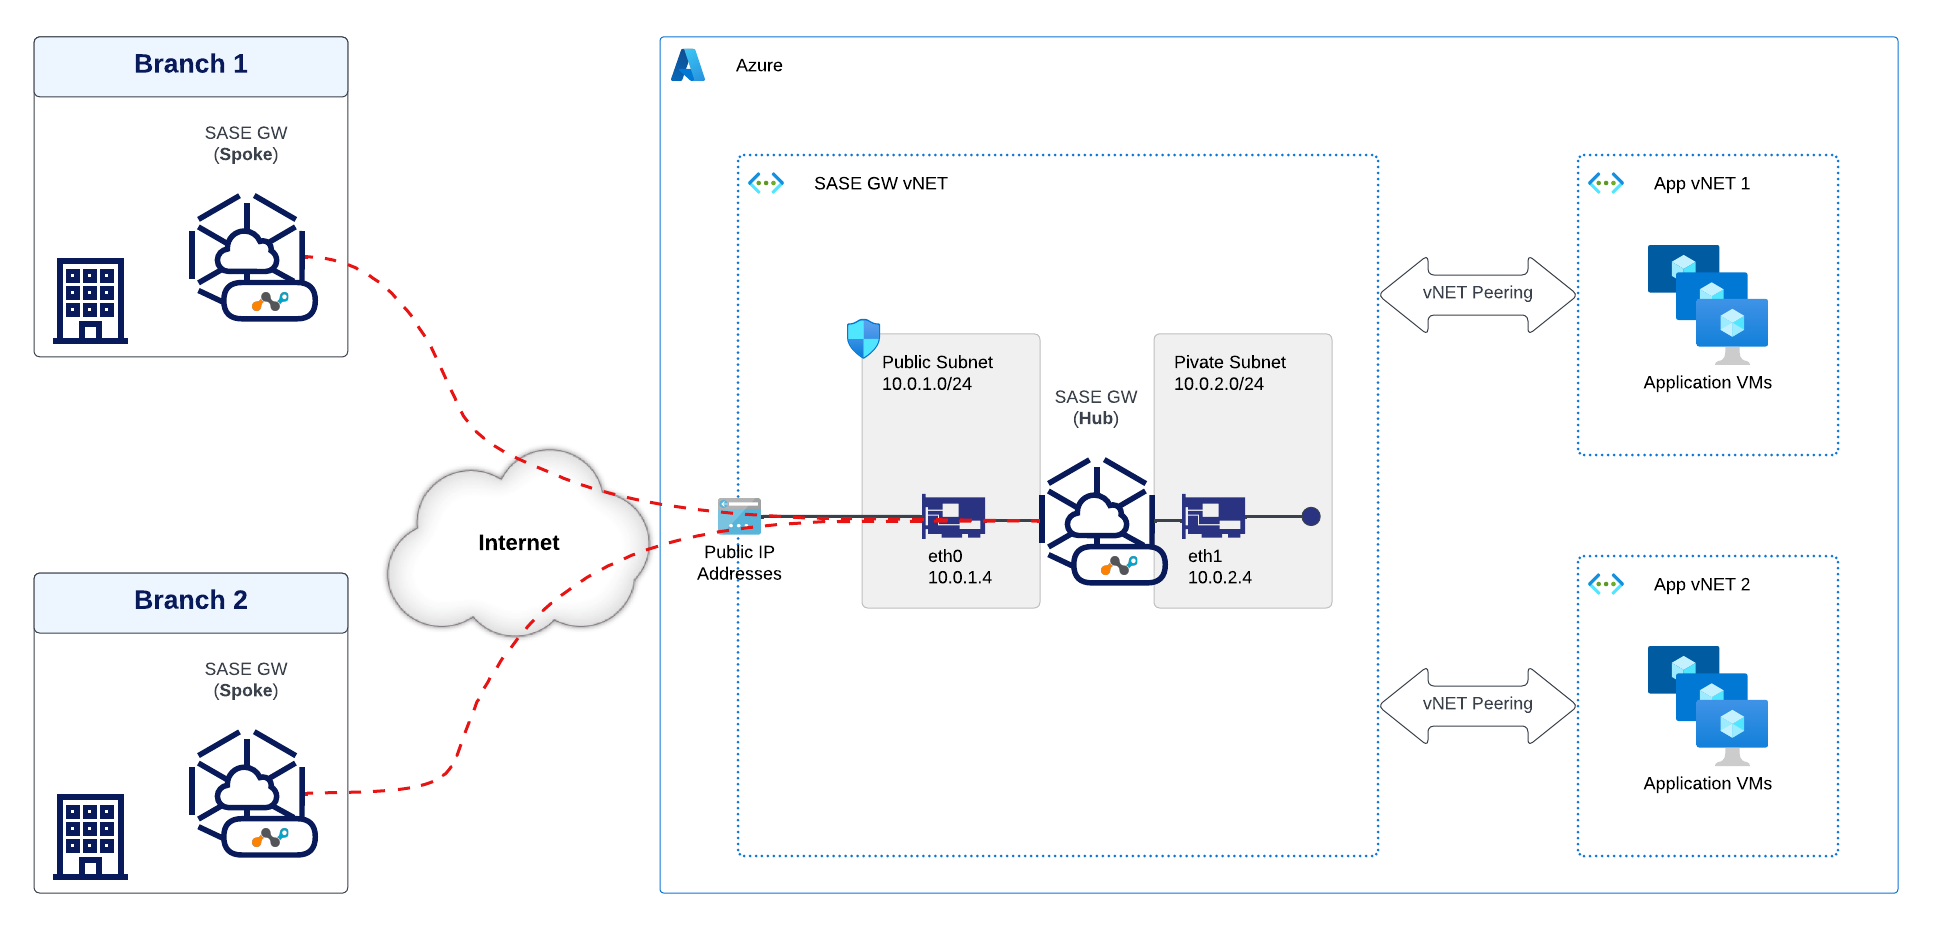 Branch 1
SASE GW
(Spoke)
Branch 2
SASE GW
(Spoke)
Internet
Azure
SASE GW vNET
Public IP
Addresses
Public Subnet
10.0.1.0/24
eth0
10.0.1.4
SASE GW
(Hub)
Pivate Subnet
10.0.2.0/24
eth1
10.0.2.4
vNET Peering
vNET Peering
App vNET 1
Application VMs
App vNET 2
Application VMs